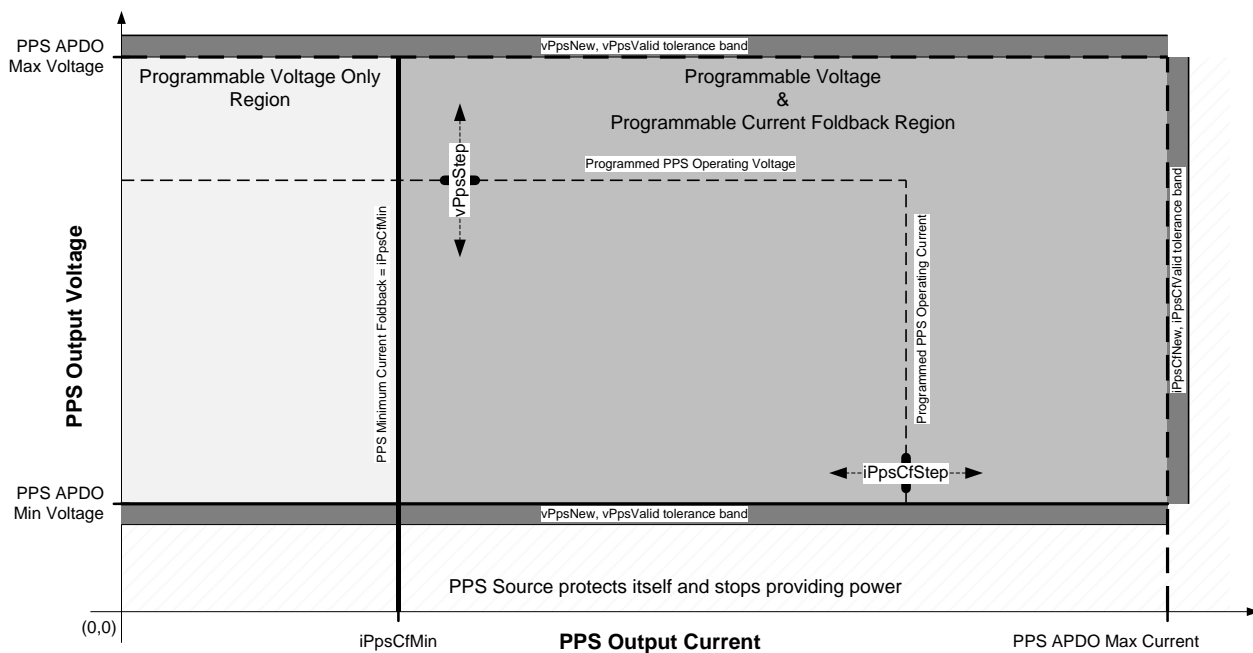 PPS APDO
Max Voltage
vPpsNew, vPpsValid tolerance band
Programmable Voltage Only
Region
Programmable Voltage
&
Programmable Current Foldback Region
vPpsStep
Programmed PPS Operating Voltage
PPS Output Voltage
PPS Minimum Current Foldback = iPpsCfMin
Programmed PPS Operating Current
iPpsCfNew, iPpsCfValid tolerance band
iPpsCfStep
PPS APDO
Min Voltage
vPpsNew, vPpsValid tolerance band
PPS Source protects itself and stops providing power
(0,0)
iPpsCfMin
PPS Output Current
PPS APDO Max Current